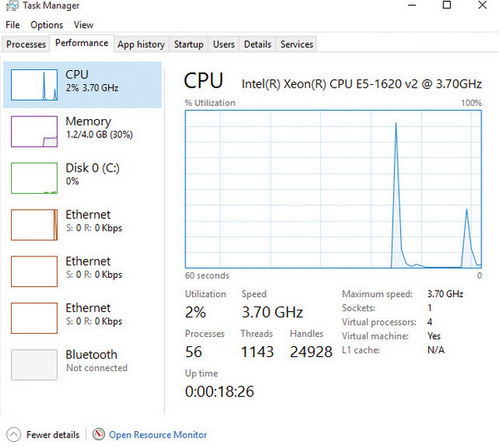 Task Manager
File Options View
Processes Performance App history Startup Users Details Services
CPU
2% 3.70 GHz
Memory
1.2/4.0 GB (30%)
Disk 0 (C:)
0%
Ethernet
S: 0 R: 0 Kbps
Ethernet
S: 0 R: 0 Kbps
Ethernet
S: 0 R: 0 Kbps
Bluetooth
Not connected
CPU Intel(R) Xeon(R) CPU E5-1620 v2 @ 3.70GHz
% Utilization 100%
60 seconds 0
Utilization Speed
2% 3.70 GHz
Processes Threads Handles
56 1143 24928
Up time
0:00:18:26
Maximum speed: 3.70 GHz
Sockets: 1
Virtual processors: 4
Virtual machine: Yes
L1 cache: N/A
Fewer details Open Resource Monitor